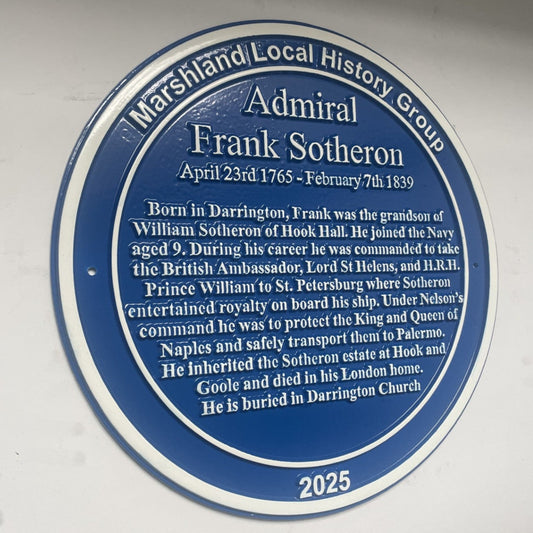 Marshland Local History Group
Admiral
Frank Sotheron
April 23rd 1765 - February 7th 1839
Born in Darrington, Frank was the grandson of
William Sotheron of Hook Hall. He joined the Navy
aged 9. During his career he was commanded to take
the British Ambassador, Lord St Helens, and H.R.H.
Prince William to St. Petersburg where Sotheron
entertained royalty on board his ship. Under Nelson's
command he was to protect the King and Queen of
Naples and safely transport them to Palermo.
He inherited the Sotheron estate at Hook and
Goole and died in his London home.
He is buried in Darrington Church
2025